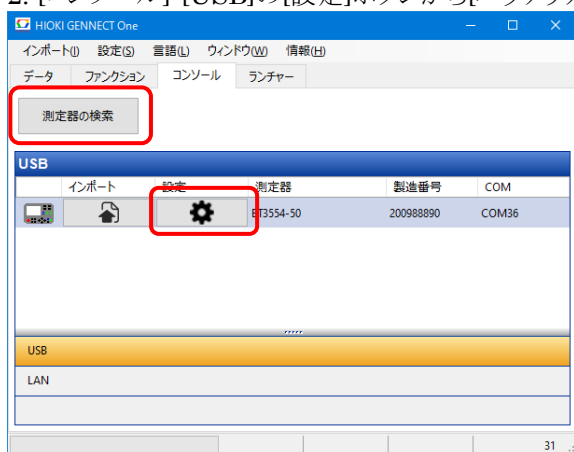 HIOKI GENNECT One
インポート(I) 設定(S) 言語(L) ウィンドウ(W) 情報(H)
データ ファンクション コンソール ランチャー
測定器の検索
USB
インポート 設定 測定器 製造番号 COM
BT3554-50 200988890 COM36
USB
LAN
31